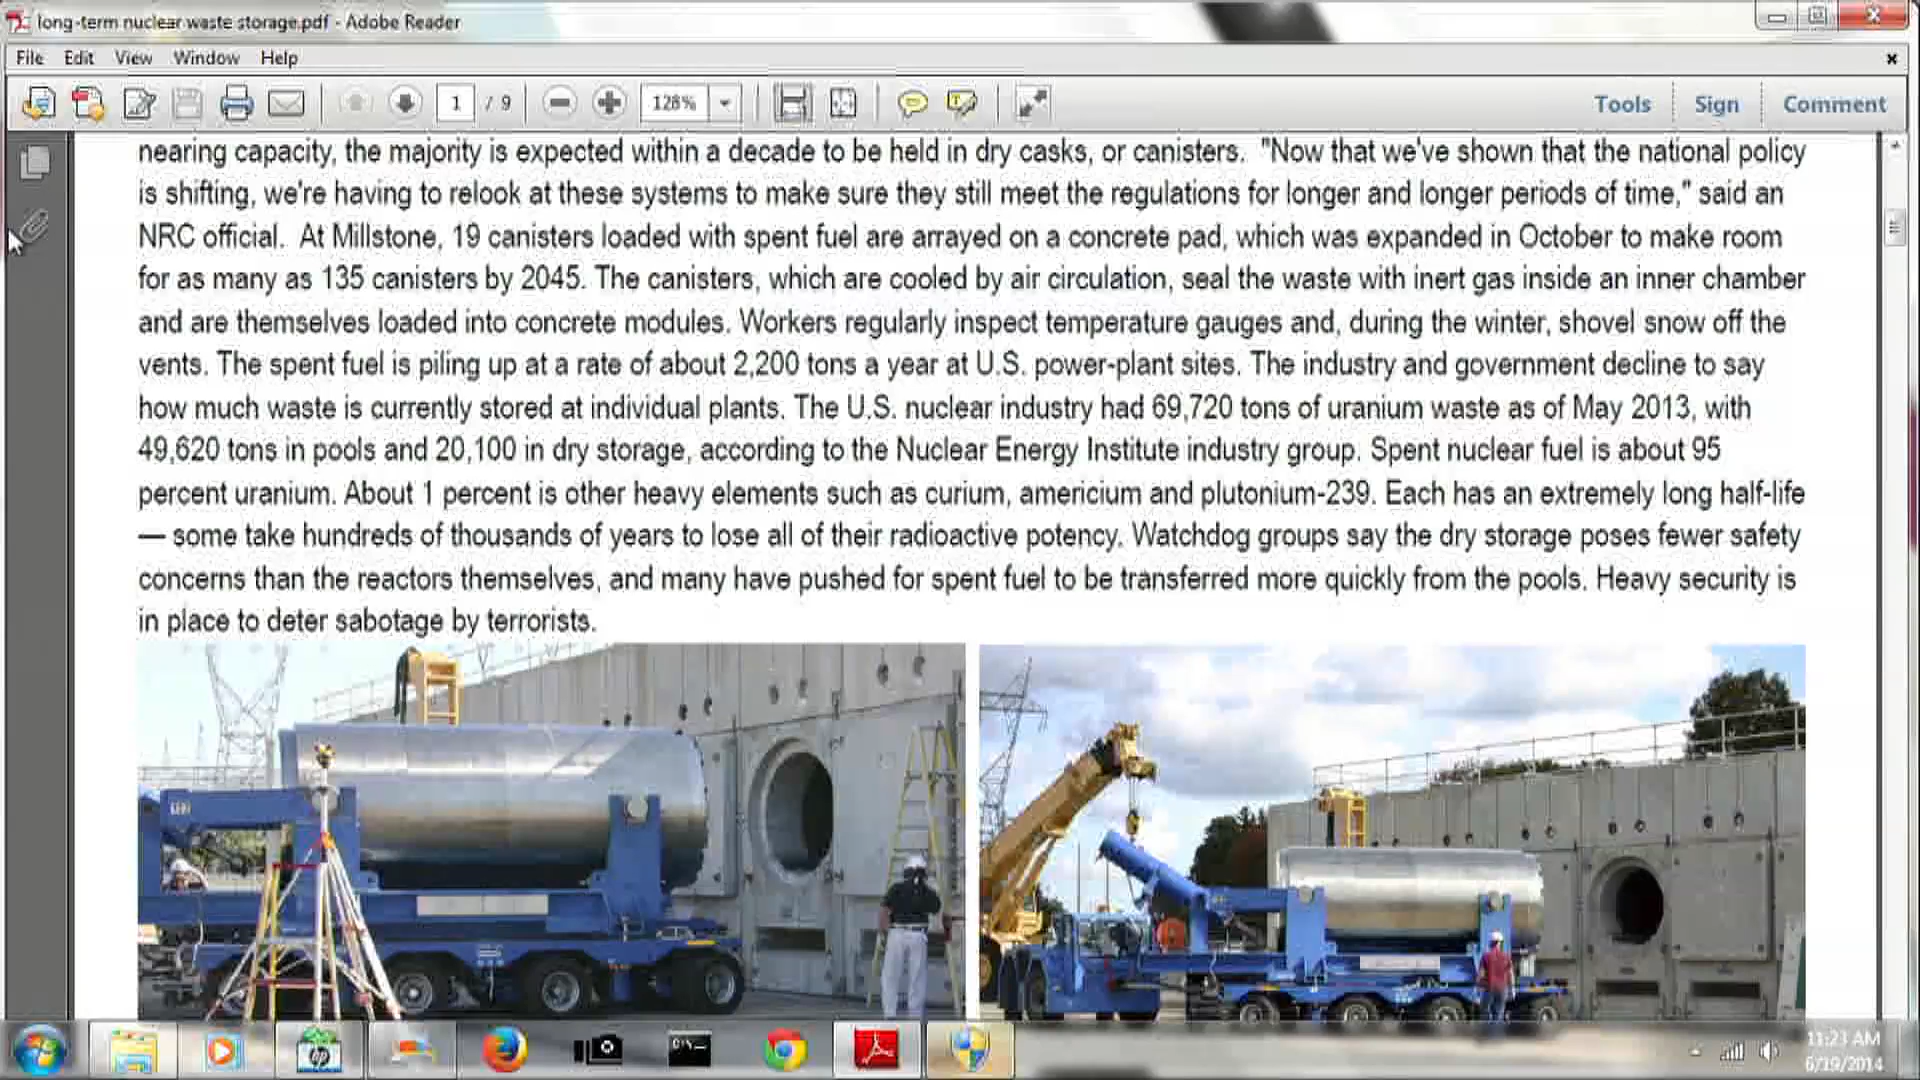 long-term nuclear waste storage.pdf - Adobe Reader
File Edit View Window Help
1 / 9 128% Tools Sign Comment
nearing capacity, the majority is expected within a decade to be held in dry casks, or canisters. "Now that we've shown that the national policy
is shifting, we're having to relook at these systems to make sure they still meet the regulations for longer and longer periods of time," said an
NRC official. At Millstone, 19 canisters loaded with spent fuel are arrayed on a concrete pad, which was expanded in October to make room
for as many as 135 canisters by 2045. The canisters, which are cooled by air circulation, seal the waste with inert gas inside an inner chamber
and are themselves loaded into concrete modules. Workers regularly inspect temperature gauges and, during the winter, shovel snow off the
vents. The spent fuel is piling up at a rate of about 2,200 tons a year at U.S. power-plant sites. The industry and government decline to say
how much waste is currently stored at individual plants. The U.S. nuclear industry had 69,720 tons of uranium waste as of May 2013, with
49,620 tons in pools and 20,100 in dry storage, according to the Nuclear Energy Institute industry group. Spent nuclear fuel is about 95
percent uranium. About 1 percent is other heavy elements such as curium, americium and plutonium-239. Each has an extremely long half-life
— some take hundreds of thousands of years to lose all of their radioactive potency. Watchdog groups say the dry storage poses fewer safety
concerns than the reactors themselves, and many have pushed for spent fuel to be transferred more quickly from the pools. Heavy security is
in place to deter sabotage by terrorists.
hp
11:23 AM
6/19/2014